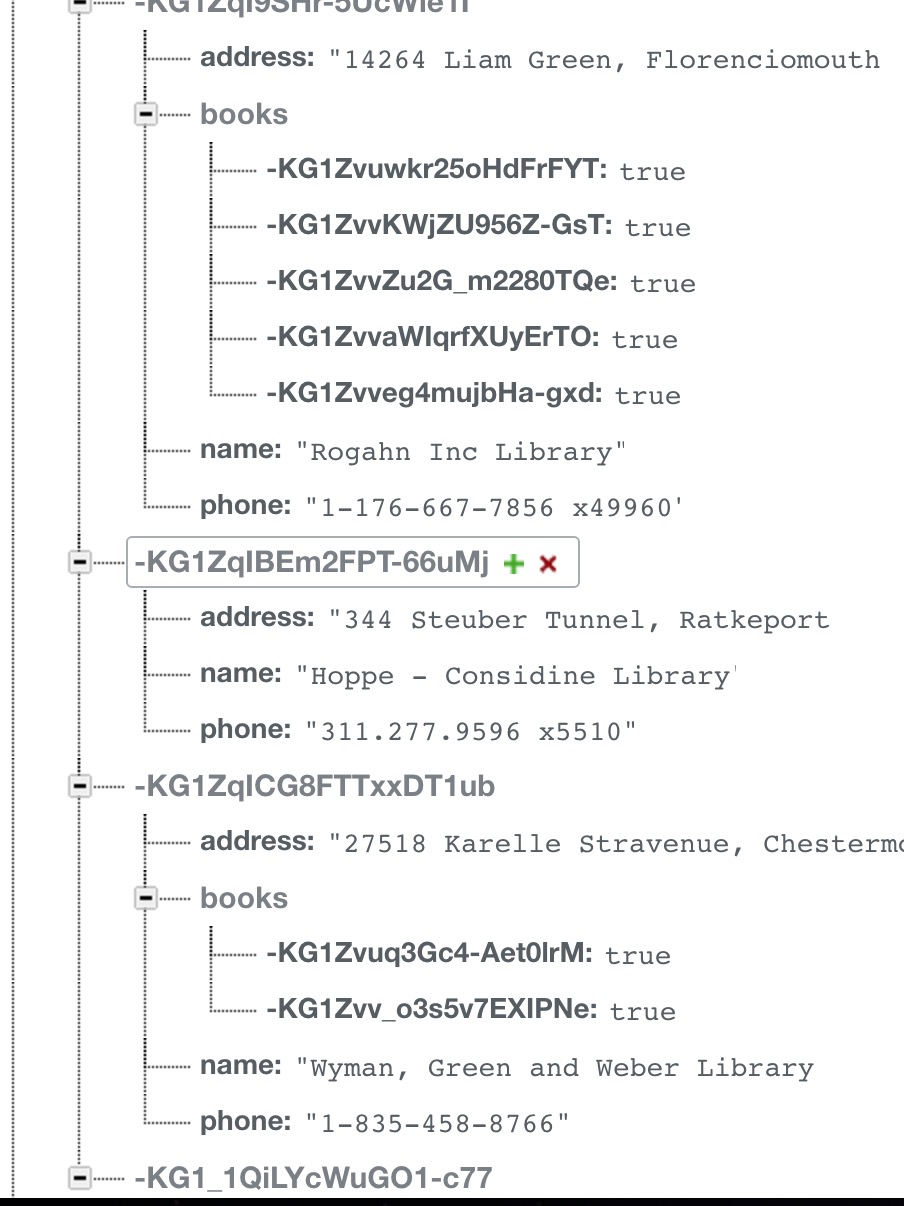 address: "14264 Liam Green, Florenciomouth
books
-KG1Zvuwkr25oHdFrFYT: true
-KG1ZvvKWjZU956Z-GsT: true
-KG1ZvvZu2G_m2280TQe: true
-KG1ZvvaWIqrfXUyErTO: true
-KG1Zvveg4mujbHa-gxd: true
name: "Rogahn Inc Library"
phone: "1-176-667-7856 x49960'
-KG1ZqIBEm2FPT-66uMj
address: "344 Steuber Tunnel, Ratkeport
name: "Hoppe - Considine Library'
phone: "311.277.9596 x5510"
-KG1ZqICG8FTTxxDT1ub
address: "27518 Karelle Stravenue, Chestermo
books
-KG1Zvuq3Gc4-Aet0lrM: true
-KG1Zvv_o3s5v7EXIPNe: true
name: "Wyman, Green and Weber Library
phone: "1-835-458-8766"
-KG1_1QiLYcWuGO1-c77